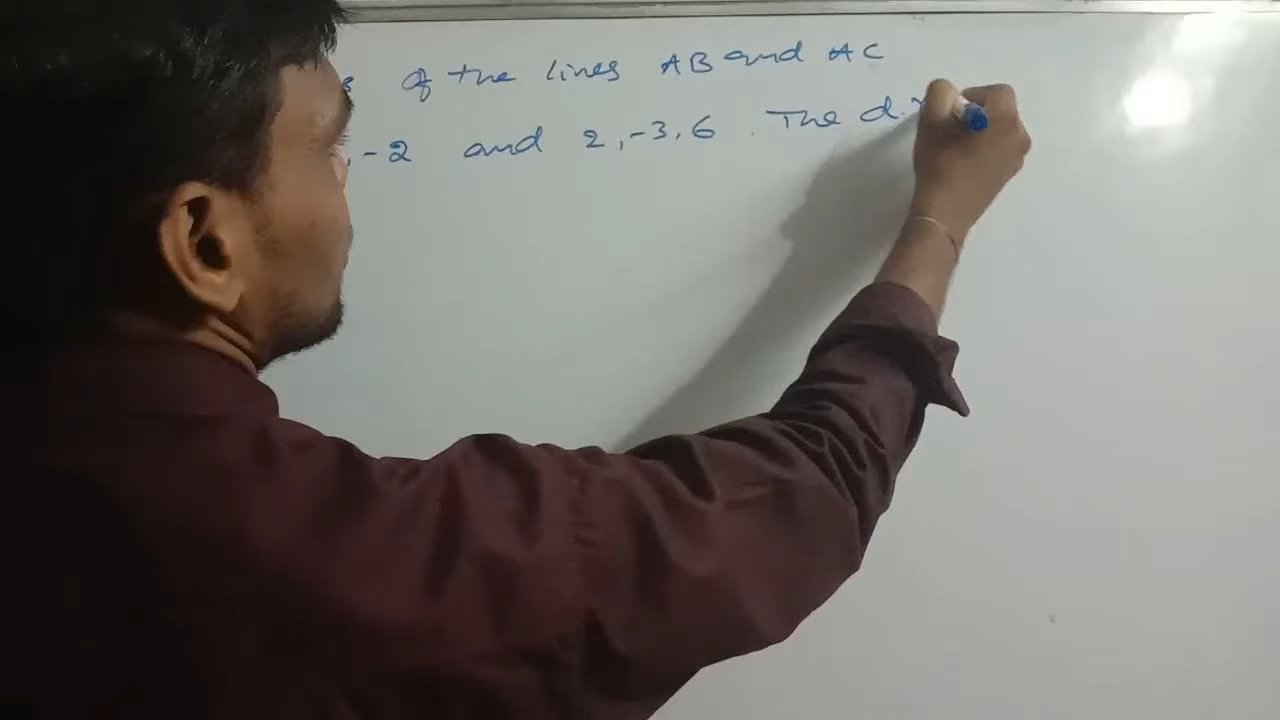 of the lines AB and AC
, -2 and 2, -3, 6. The d.